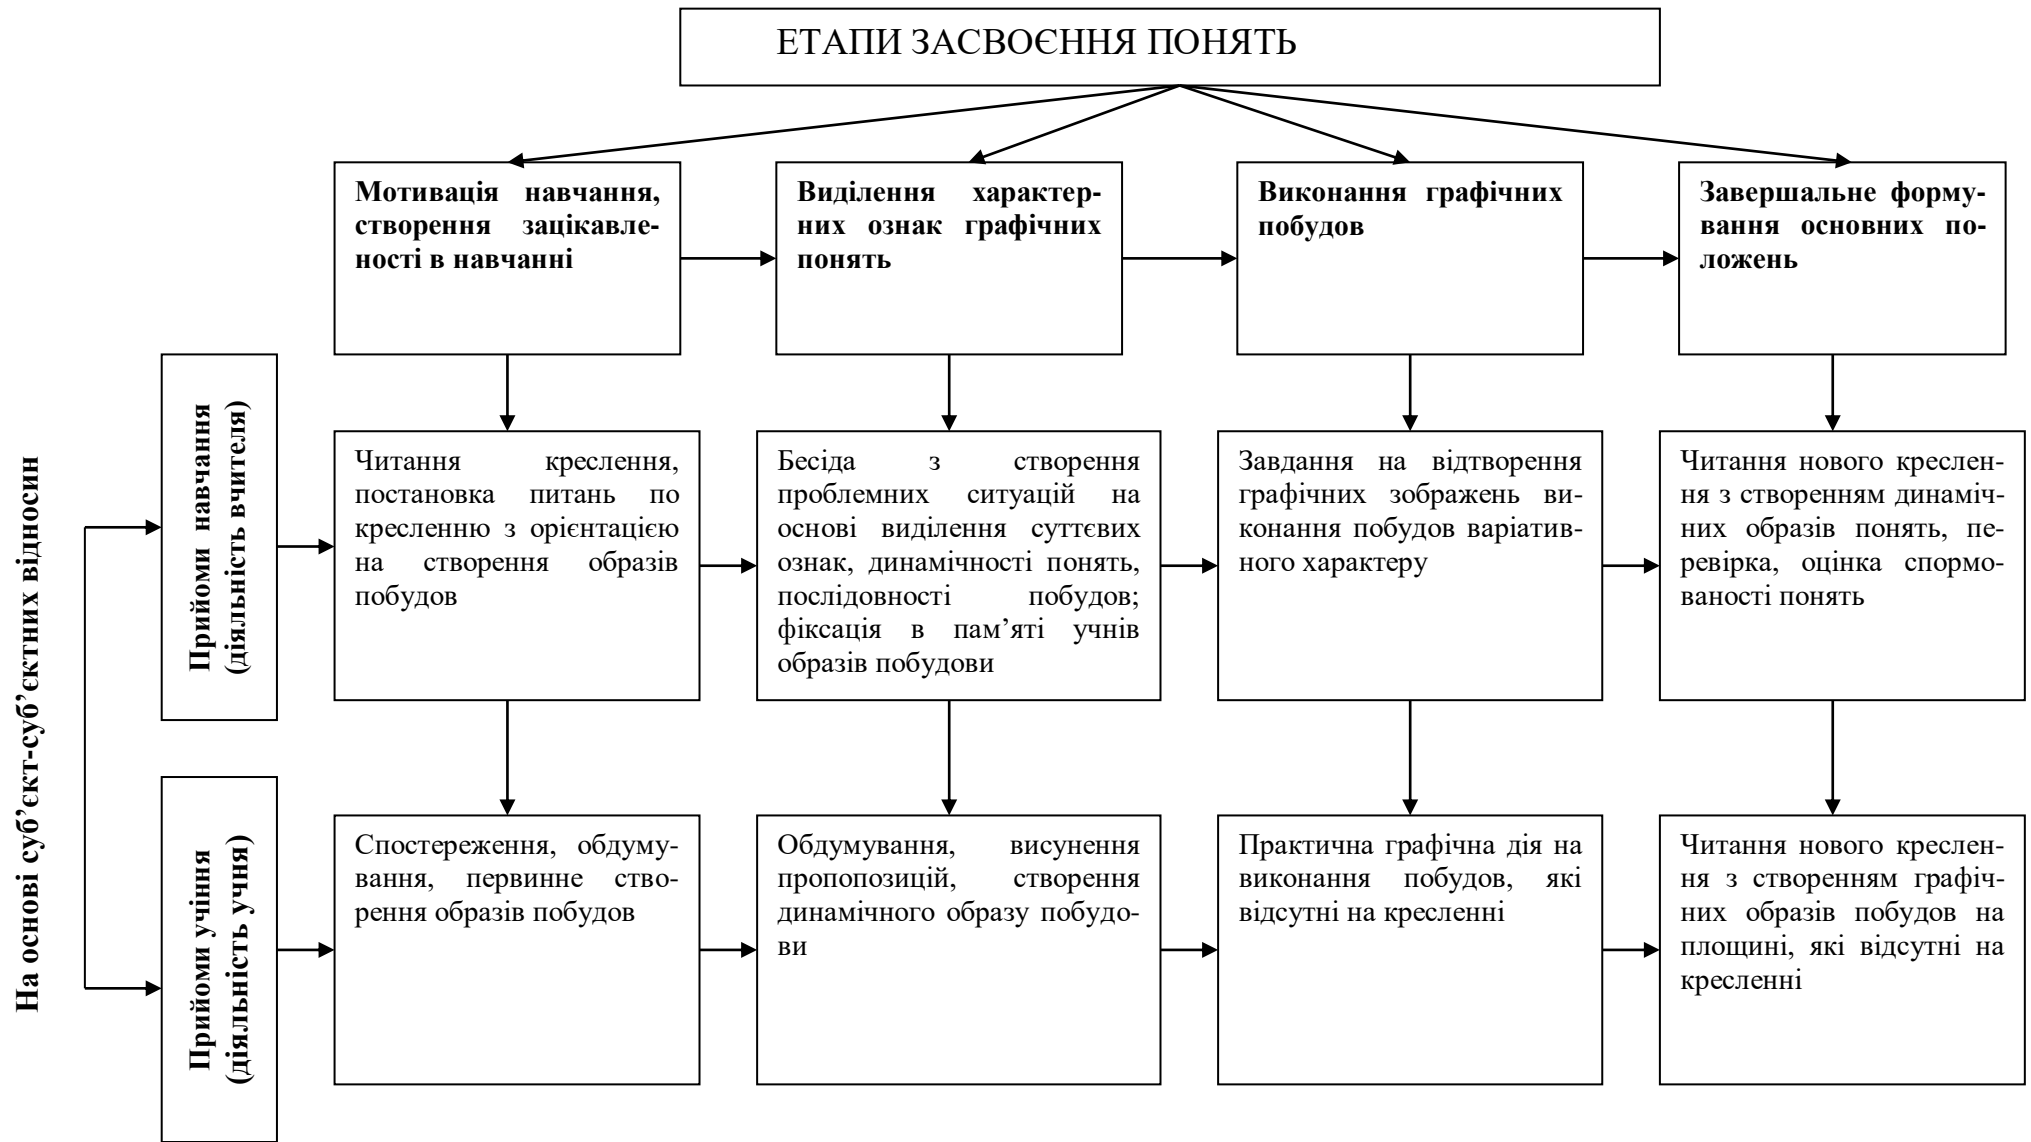 ЕТАПИ ЗАСВОЄННЯ ПОНЯТЬ
Мотивація навчання,
створення зацікавле-
ності в навчанні
Виділення характер-
них ознак графічних
понять
Виконання графічних
побудов
Завершальне форму-
вання основних по-
ложень
На основі суб’єкт-суб’єктних відносин
Прийоми навчання
(діяльність вчителя)
Читання креслення,
постановка питань по
кресленню з орієнтацією
на створення образів
побудов
Бесіда з створення
проблемних ситуацій на
основі виділення суттєвих
ознак, динамічності понять,
послідовності побудов;
фіксація в пам’яті учнів
образів побудови
Завдання на відтворення
графічних зображень ви-
конання побудов варіатив-
ного характеру
Читання нового креслен-
ня з створенням динаміч-
них образів понять, пе-
ревірка, оцінка спормо-
ваності понять
Прийоми учіння
(діяльність учня)
Спостереження, обдуму-
вання, первинне ство-
рення образів побудов
Обдумування, висунення
пропопозицій, створення
динамічного образу побудо-
ви
Практична графічна дія на
виконання побудов, які
відсутні на кресленні
Читання нового креслен-
ня з створенням графіч-
них образів побудов на
площині, які відсутні на
кресленні